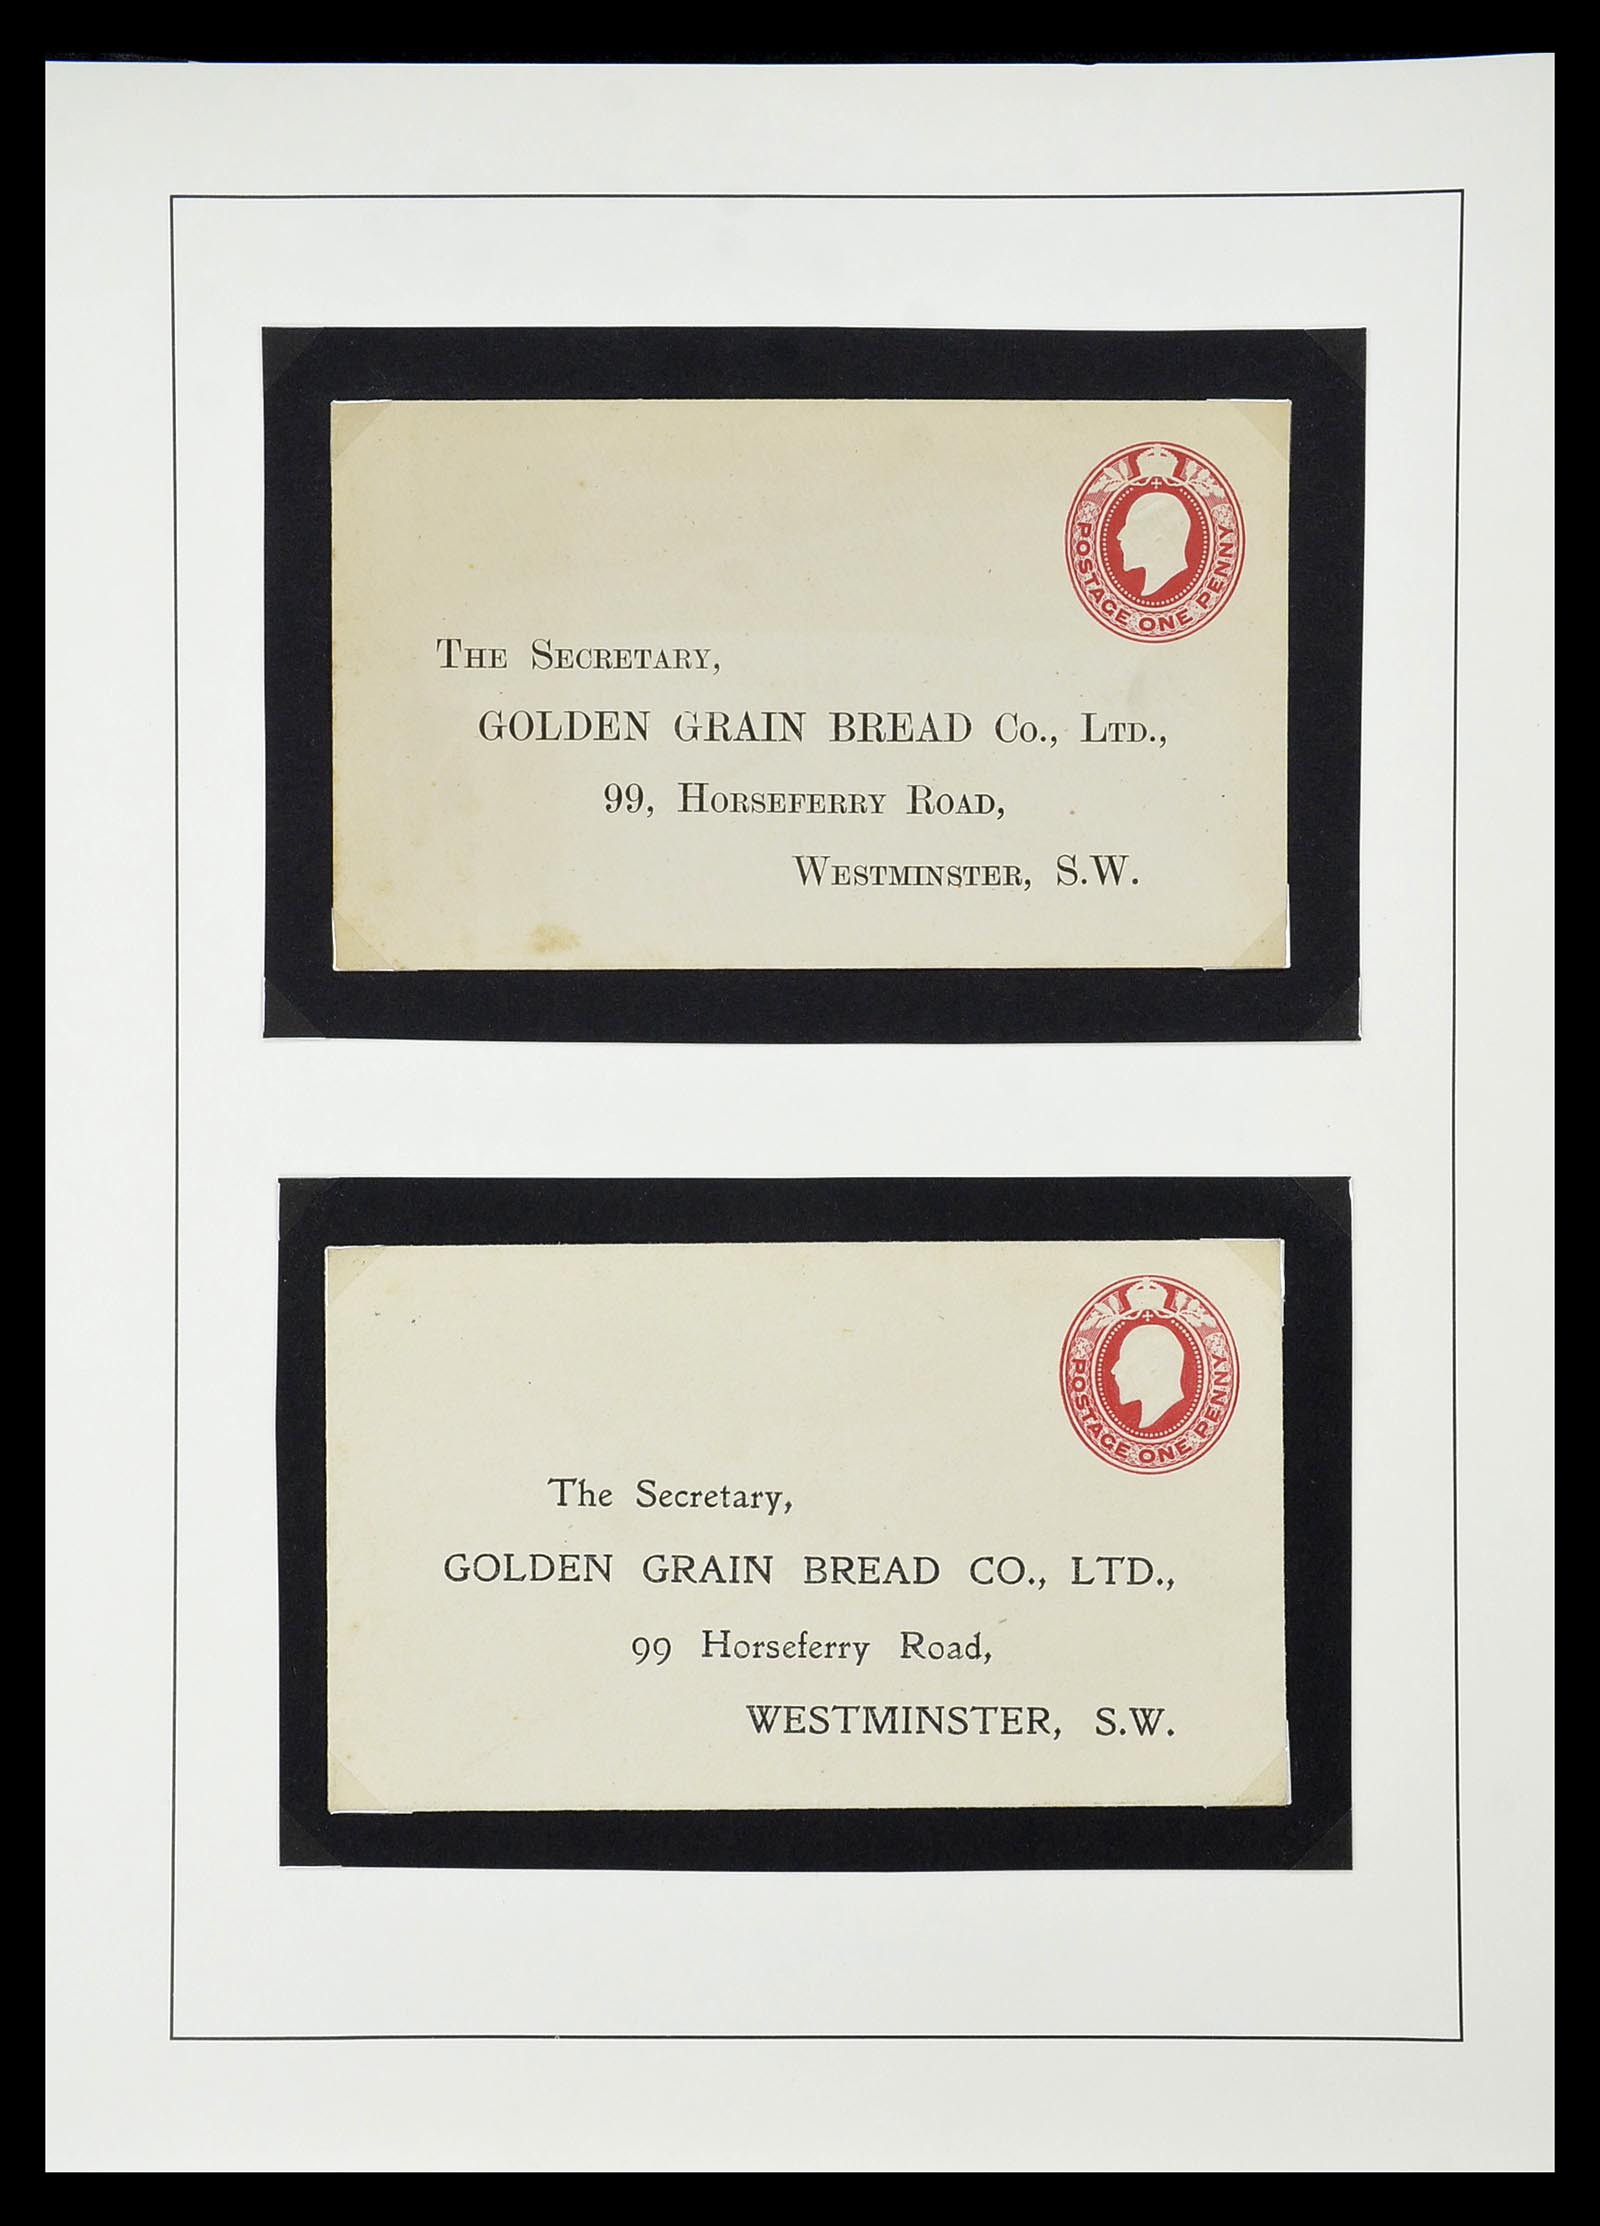 POSTAGE ONE PENNY
THE SECRETARY,
GOLDEN GRAIN BREAD CO., LTD.,
99, HORSEFERRY ROAD,
WESTMINSTER, S.W.
POSTAGE ONE PENNY
The Secretary,
GOLDEN GRAIN BREAD CO., LTD.,
99 Horseferry Road,
WESTMINSTER, S.W.